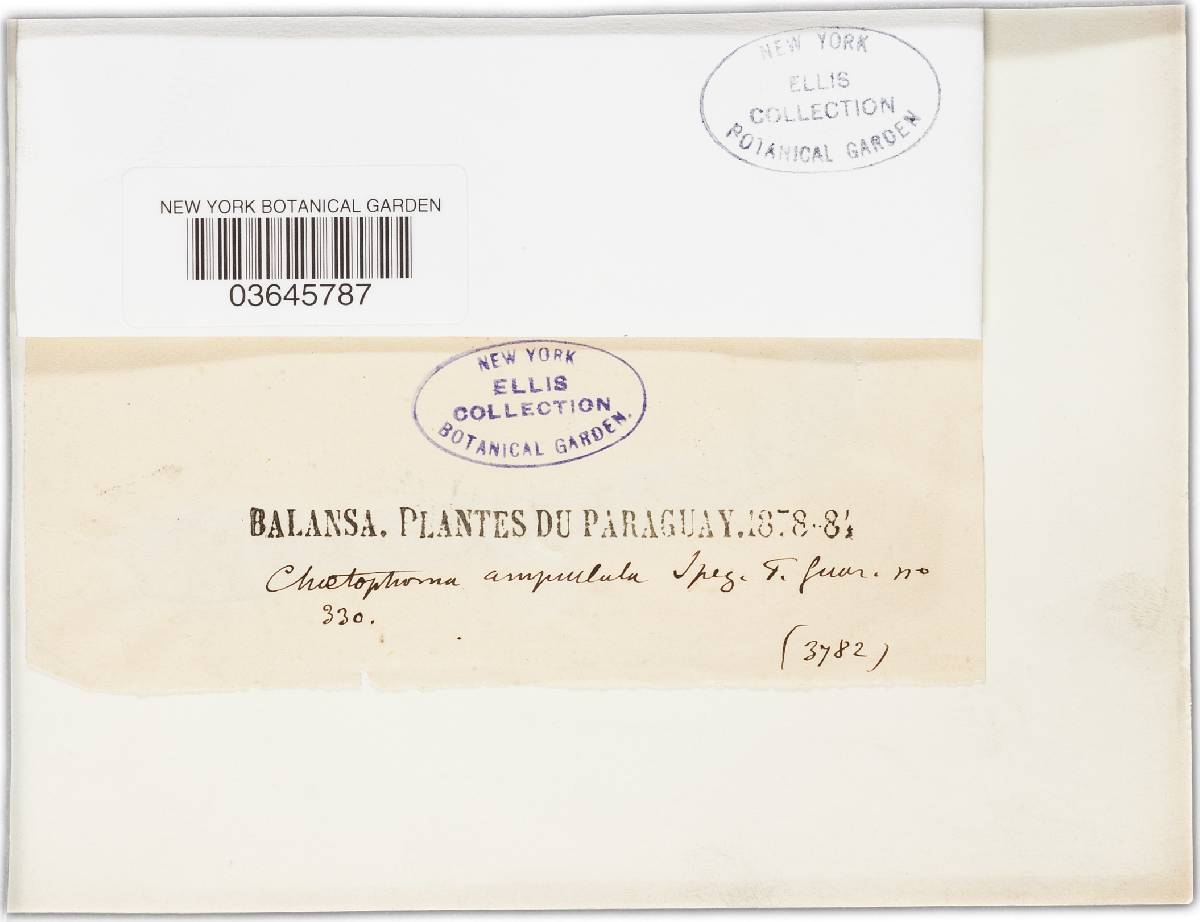 NEW YORK
ELLIS
COLLECTION
BOTANICAL GARDEN
NEW YORK BOTANICAL GARDEN
03645787
NEW YORK
ELLIS
COLLECTION
BOTANICAL GARDEN.
BALANSA. PLANTES DU PARAGUAY. 1878-84
Chætophoma ampullula Speg. F. Guar. no
330.
(3782)